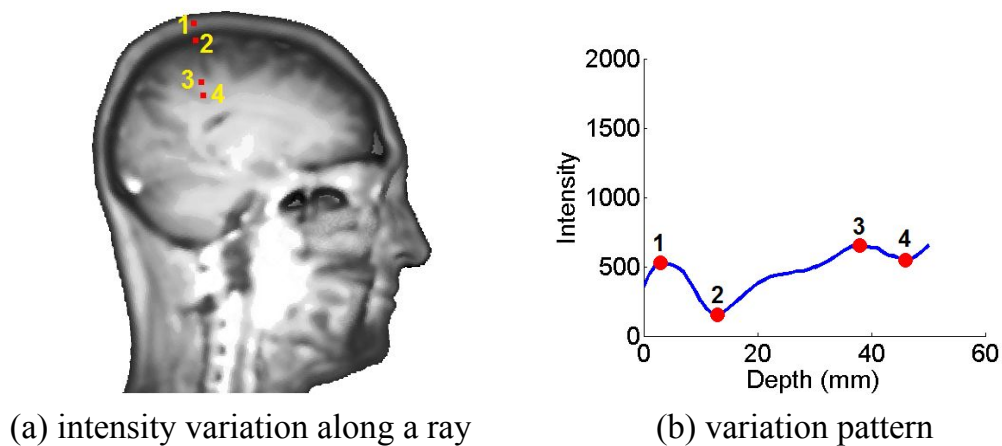 1
2
3
4
(a) intensity variation along a ray
2000
1500
1000
500
0
Intensity
1
2
3
4
0 20 40 60
Depth (mm)
(b) variation pattern